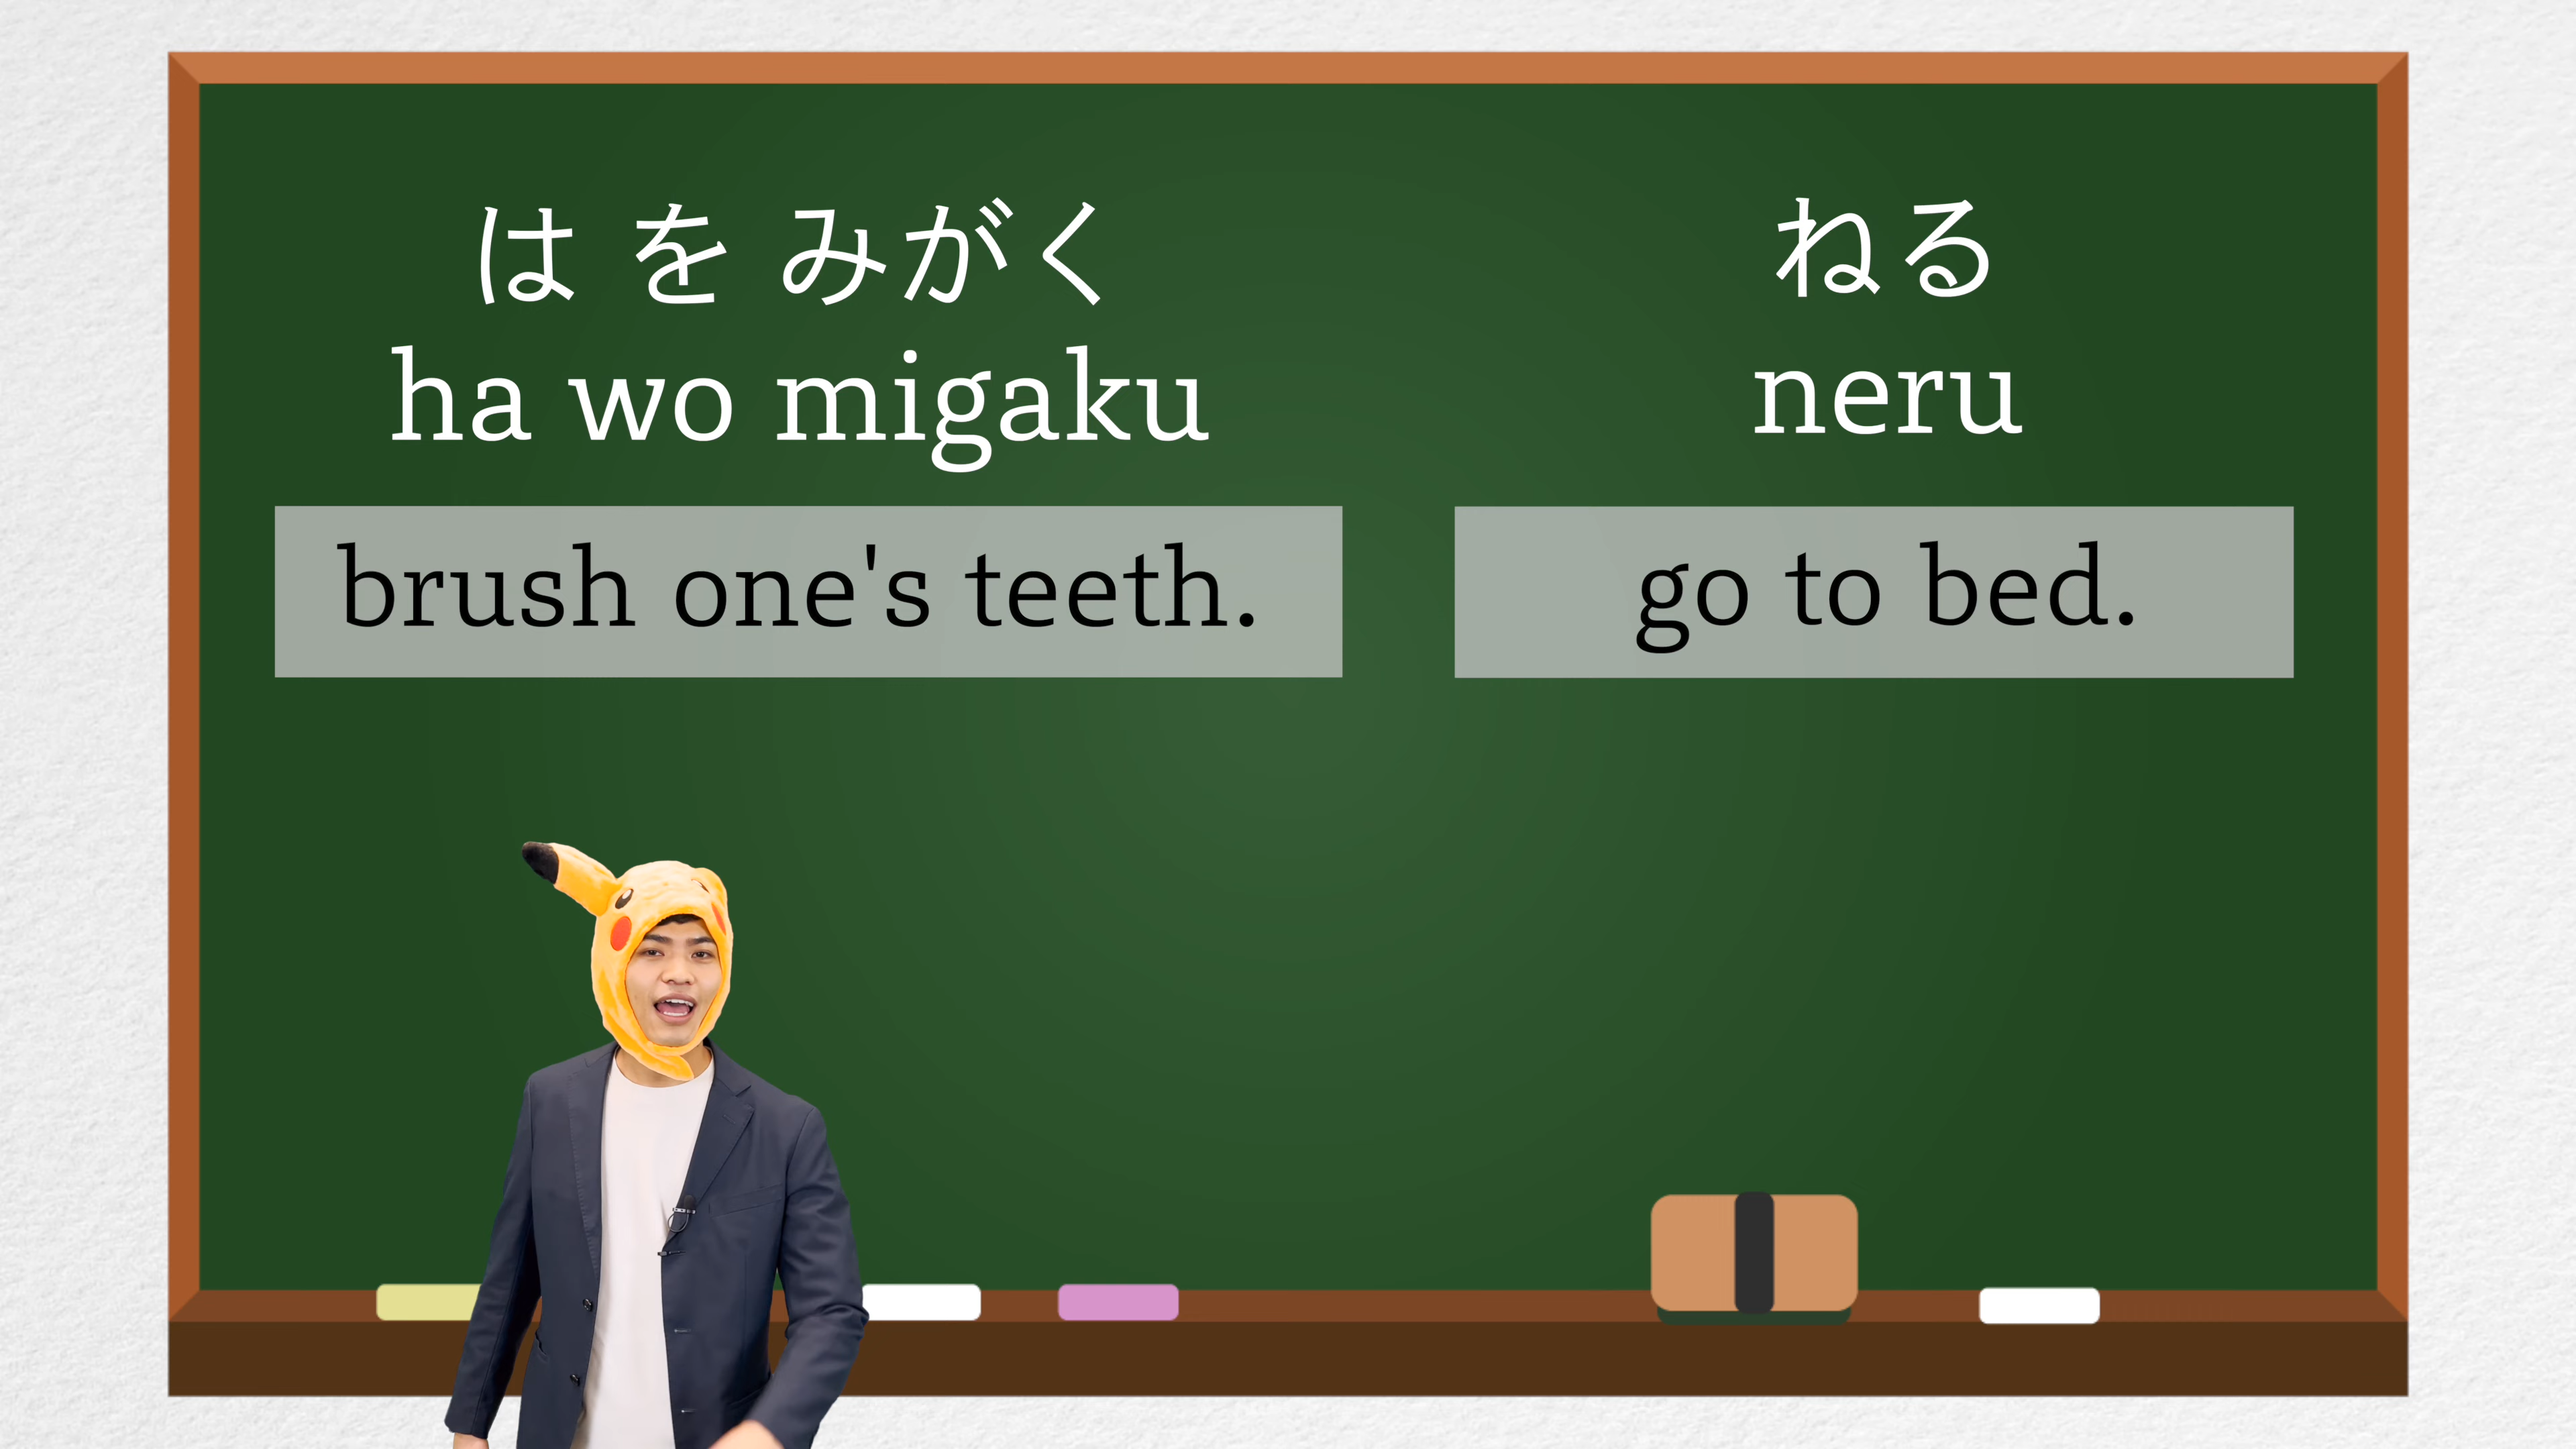 は を みがく
ha wo migaku
brush one's teeth.
ねる
neru
go to bed.